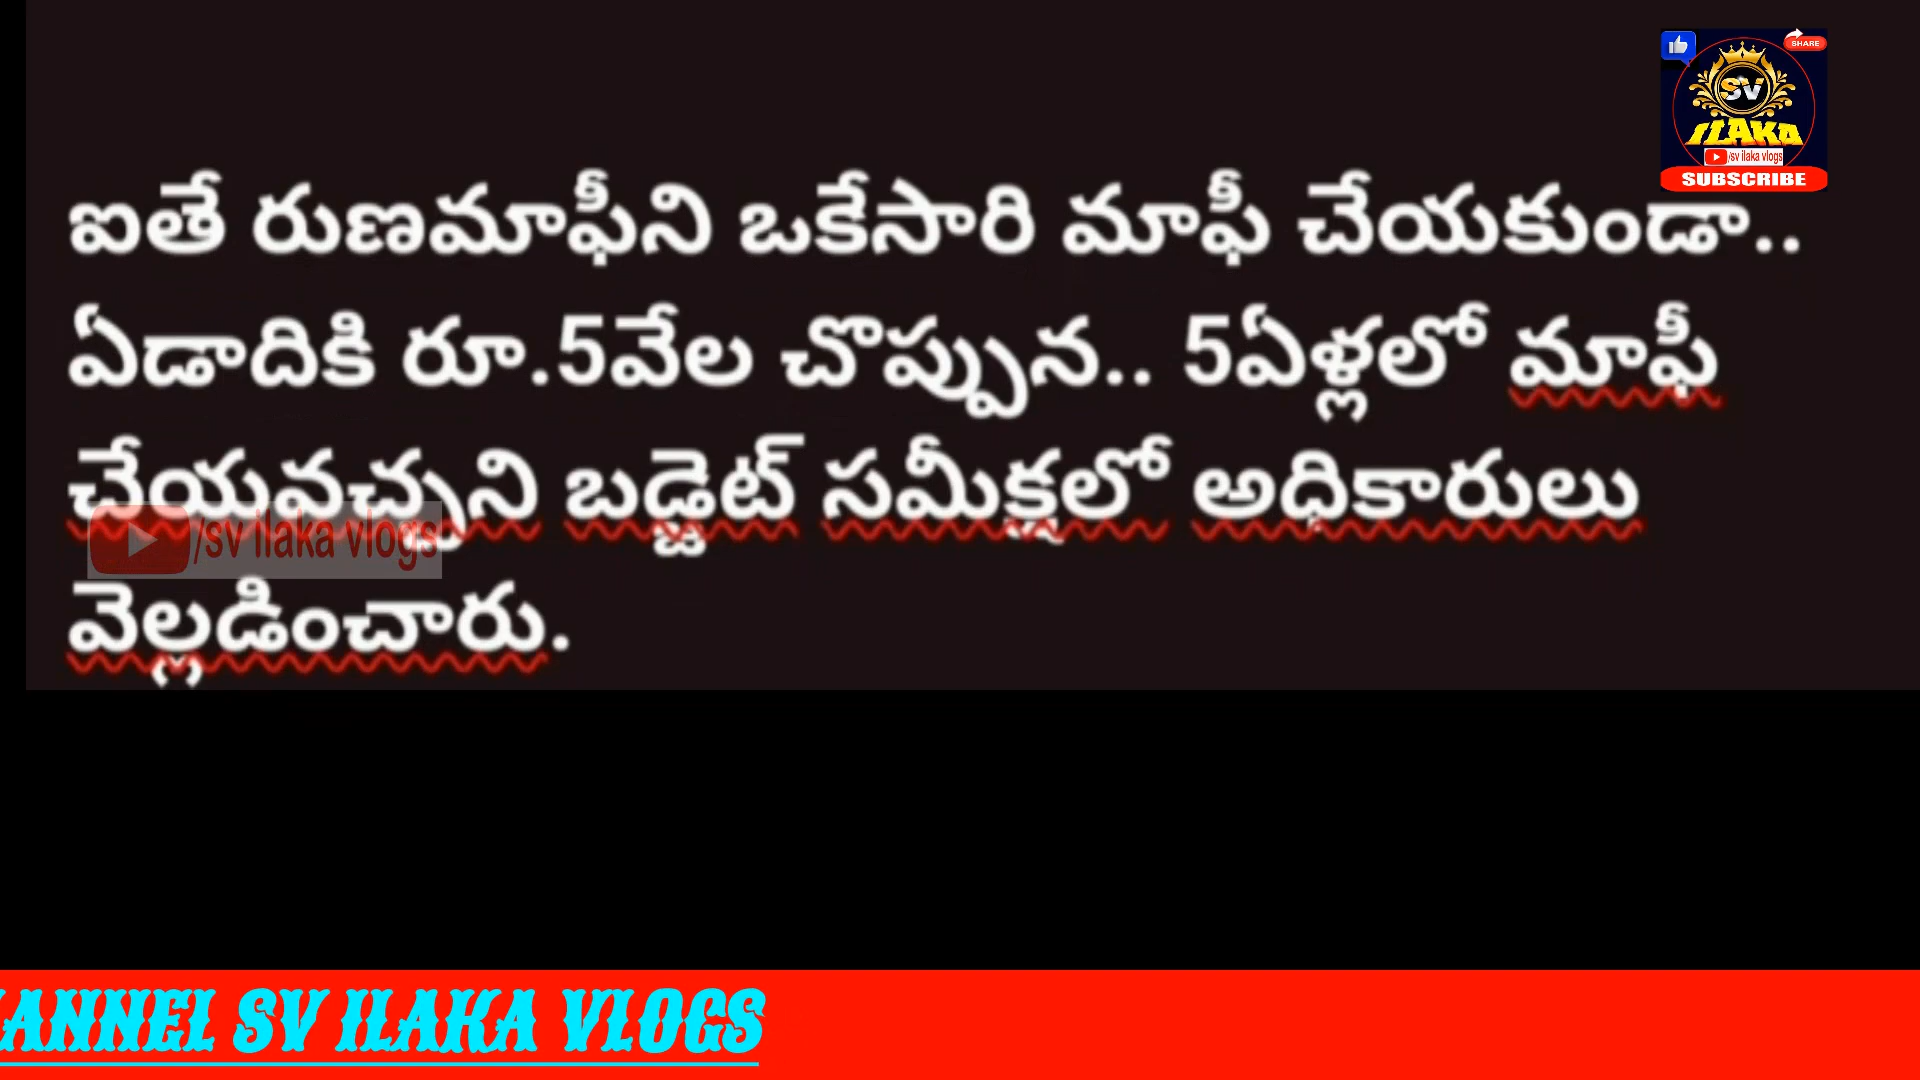 SHARE
SV
ILAKA
/sv ilaka vlogs
SUBSCRIBE
ఐతే రుణమాఫీని ఒకేసారి మాఫీ చేయకుండా..
ఏడాదికి రూ.5వేల చొప్పున.. 5ఏళ్లలో మాఫీ
చేయవచ్చని బడ్జెట్ సమీక్షలో అధికారులు
/sv ilaka vlogs
వెల్లడించారు.
ANNEL SV ILAKA VLOGS